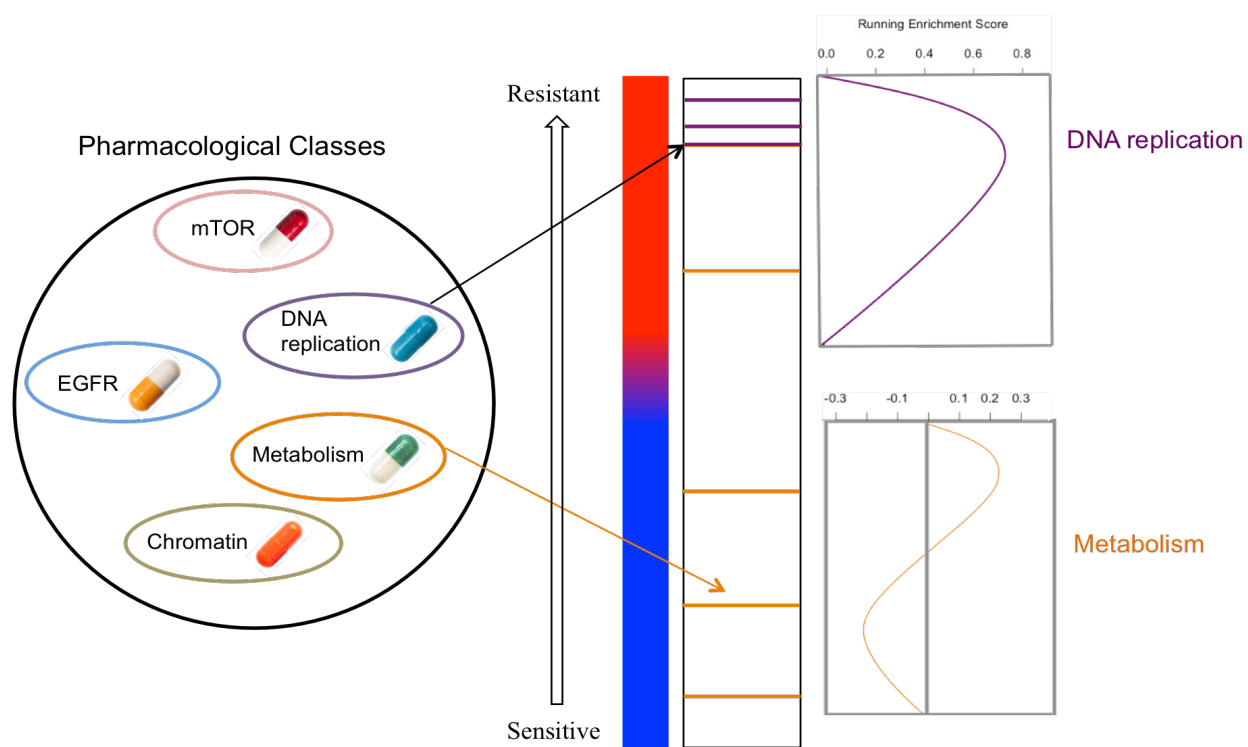 Pharmacological Classes
mTOR
DNA
replication
EGFR
Metabolism
Chromatin
Resistant
Sensitive
Running Enrichment Score
0.0 0.2 0.4 0.6 0.8
DNA replication
-0.3 -0.1 0.1 0.2 0.3
Metabolism